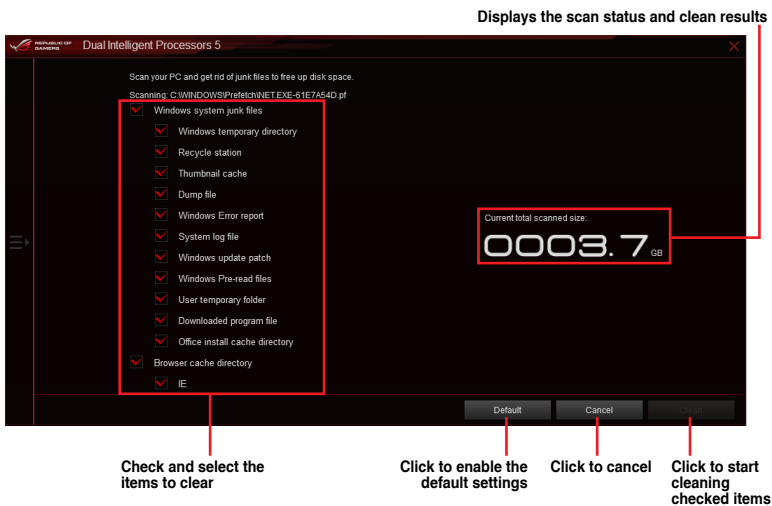 Displays the scan status and clean results
REPUBLIC OF
GAMERS
Dual Intelligent Processors 5
Scan your PC and get rid of junk files to free up disk space.
Scanning: C:\WINDOWS\Prefetch\NET.EXE-61E7A54D.pf
Windows system junk files
Windows temporary directory
Recycle station
Thumbnail cache
Dump file
Windows Error report
System log file
Windows update patch
Windows Pre-read files
User temporary folder
Downloaded program file
Office install cache directory
Browser cache directory
IE
Current total scanned size:
0003.7 GB
Default
Cancel
Clean
Check and select the
items to clear
Click to enable the
default settings
Click to cancel
Click to start
cleaning
checked items